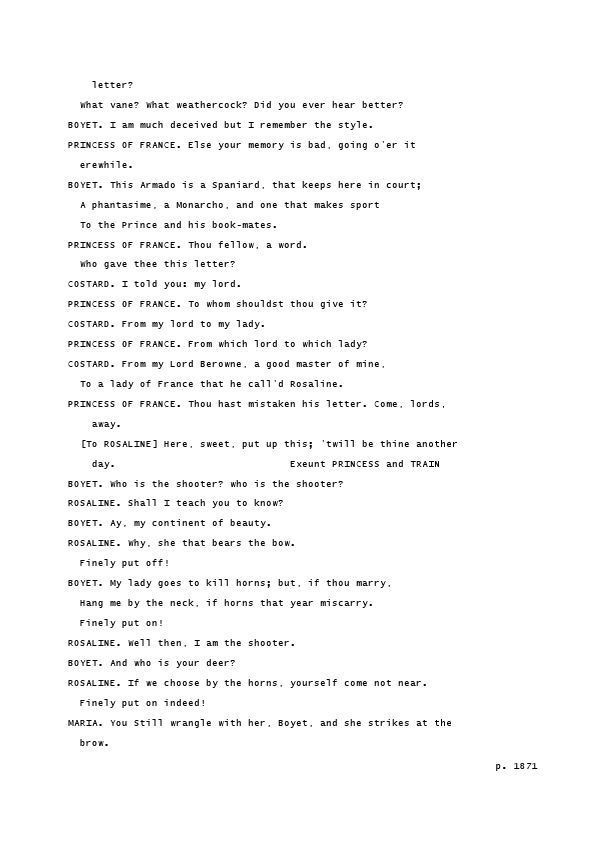 letter?
What vane? What weathercock? Did you ever hear better?
BOYET. I am much deceived but I remember the style.
PRINCESS OF FRANCE. Else your memory is bad, going o'er it
erewhile.
BOYET. This Armado is a Spaniard, that keeps here in court;
A phantasime, a Monarcho, and one that makes sport
To the Prince and his book-mates.
PRINCESS OF FRANCE. Thou fellow, a word.
Who gave thee this letter?
COSTARD. I told you: my lord.
PRINCESS OF FRANCE. To whom shouldst thou give it?
COSTARD. From my lord to my lady.
PRINCESS OF FRANCE. From which lord to which lady?
COSTARD. From my Lord Berowne, a good master of mine,
To a lady of France that he call'd Rosaline.
PRINCESS OF FRANCE. Thou hast mistaken his letter. Come, lords,
away.
[To ROSALINE] Here, sweet, put up this; 'twill be thine another
day. Exeunt PRINCESS and TRAIN
BOYET. Who is the shooter? who is the shooter?
ROSALINE. Shall I teach you to know?
BOYET. Ay, my continent of beauty.
ROSALINE. Why, she that bears the bow.
Finely put off!
BOYET. My lady goes to kill horns; but, if thou marry,
Hang me by the neck, if horns that year miscarry.
Finely put on!
ROSALINE. Well then, I am the shooter.
BOYET. And who is your deer?
ROSALINE. If we choose by the horns, yourself come not near.
Finely put on indeed!
MARIA. You Still wrangle with her, Boyet, and she strikes at the
brow.
p. 1871